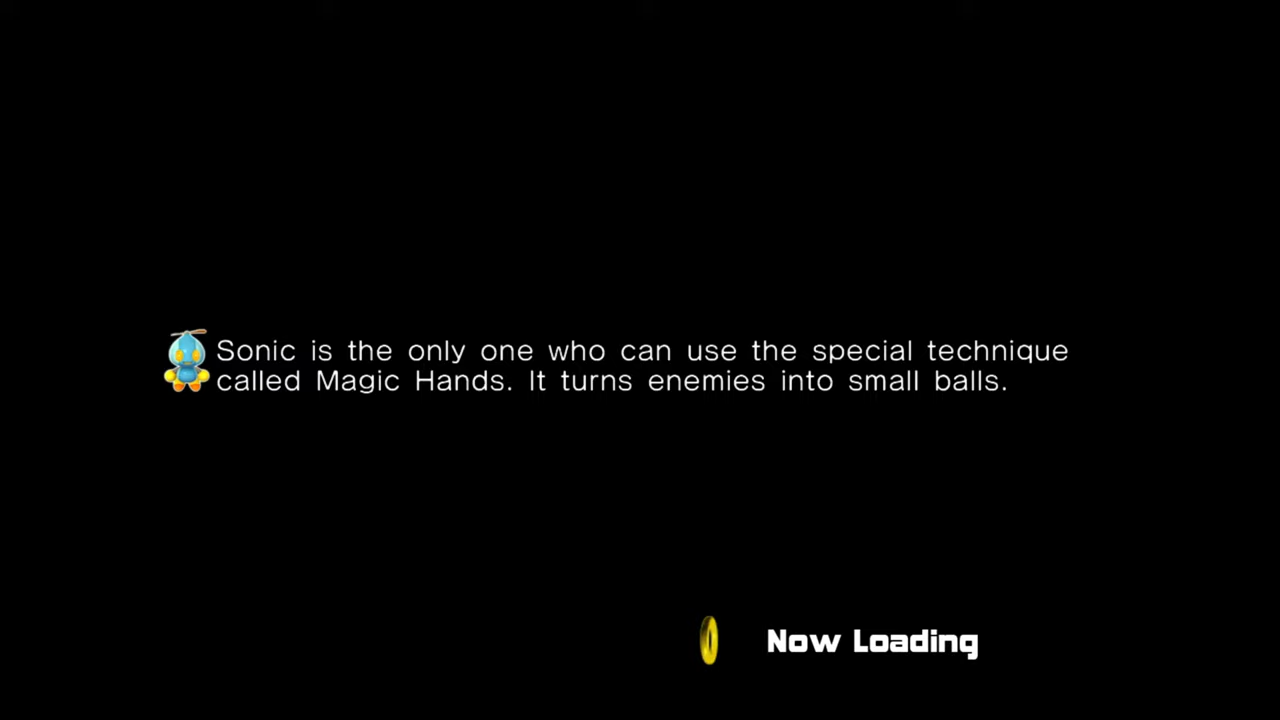 Sonic is the only one who can use the special technique
called Magic Hands. It turns enemies into small balls.
Now Loading